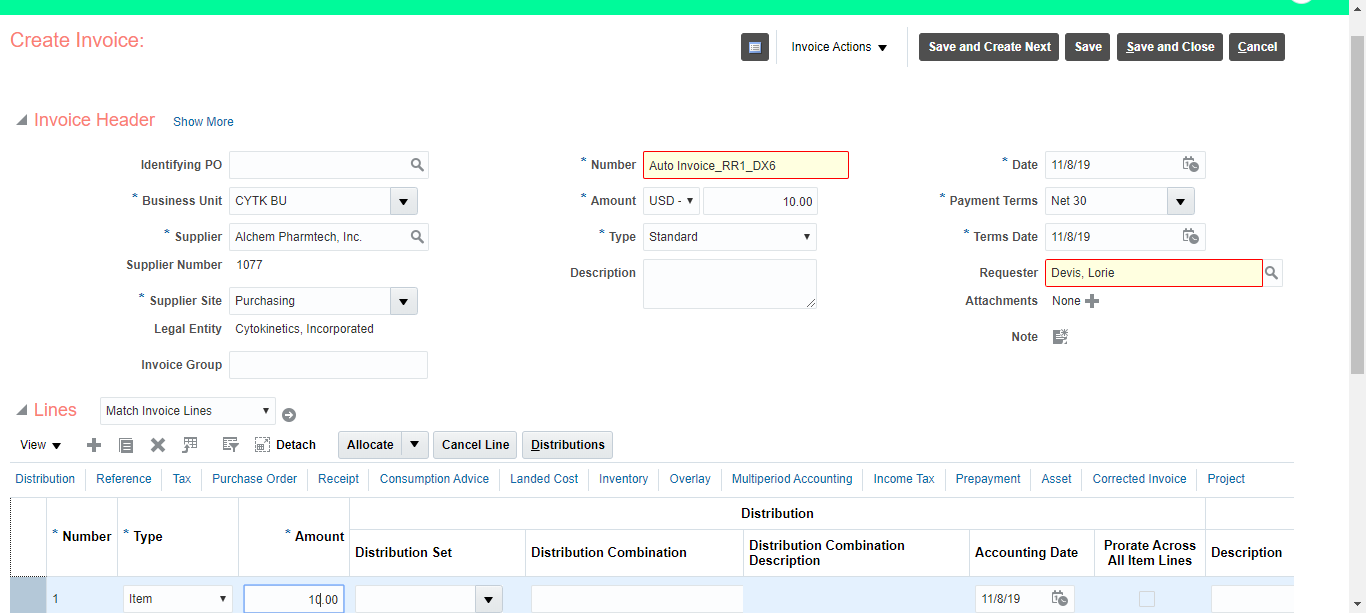 Create Invoice:
Invoice Actions
Save and Create Next
Save
Save and Close
Cancel
Invoice Header
Show More
Identifying PO
* Business Unit CYTK BU
* Supplier Alchem Pharmtech, Inc.
Supplier Number 1077
* Supplier Site Purchasing
Legal Entity Cytokinetics, Incorporated
Invoice Group
* Number Auto Invoice_RR1_DX6
* Amount USD - 10.00
* Type Standard
Description
* Date 11/8/19
* Payment Terms Net 30
* Terms Date 11/8/19
Requester Devis, Lorie
Attachments None
Note
Lines Match Invoice Lines
View Detach Allocate Cancel Line Distributions
Distribution Reference Tax Purchase Order Receipt Consumption Advice Landed Cost Inventory Overlay Multiperiod Accounting Income Tax Prepayment Asset Corrected Invoice Project
Distribution
* Number * Type * Amount
Distribution Set
Distribution Combination
Distribution Combination
Description
Accounting Date
Prorate Across
All Item Lines
Description
1 Item 10.00 11/8/19